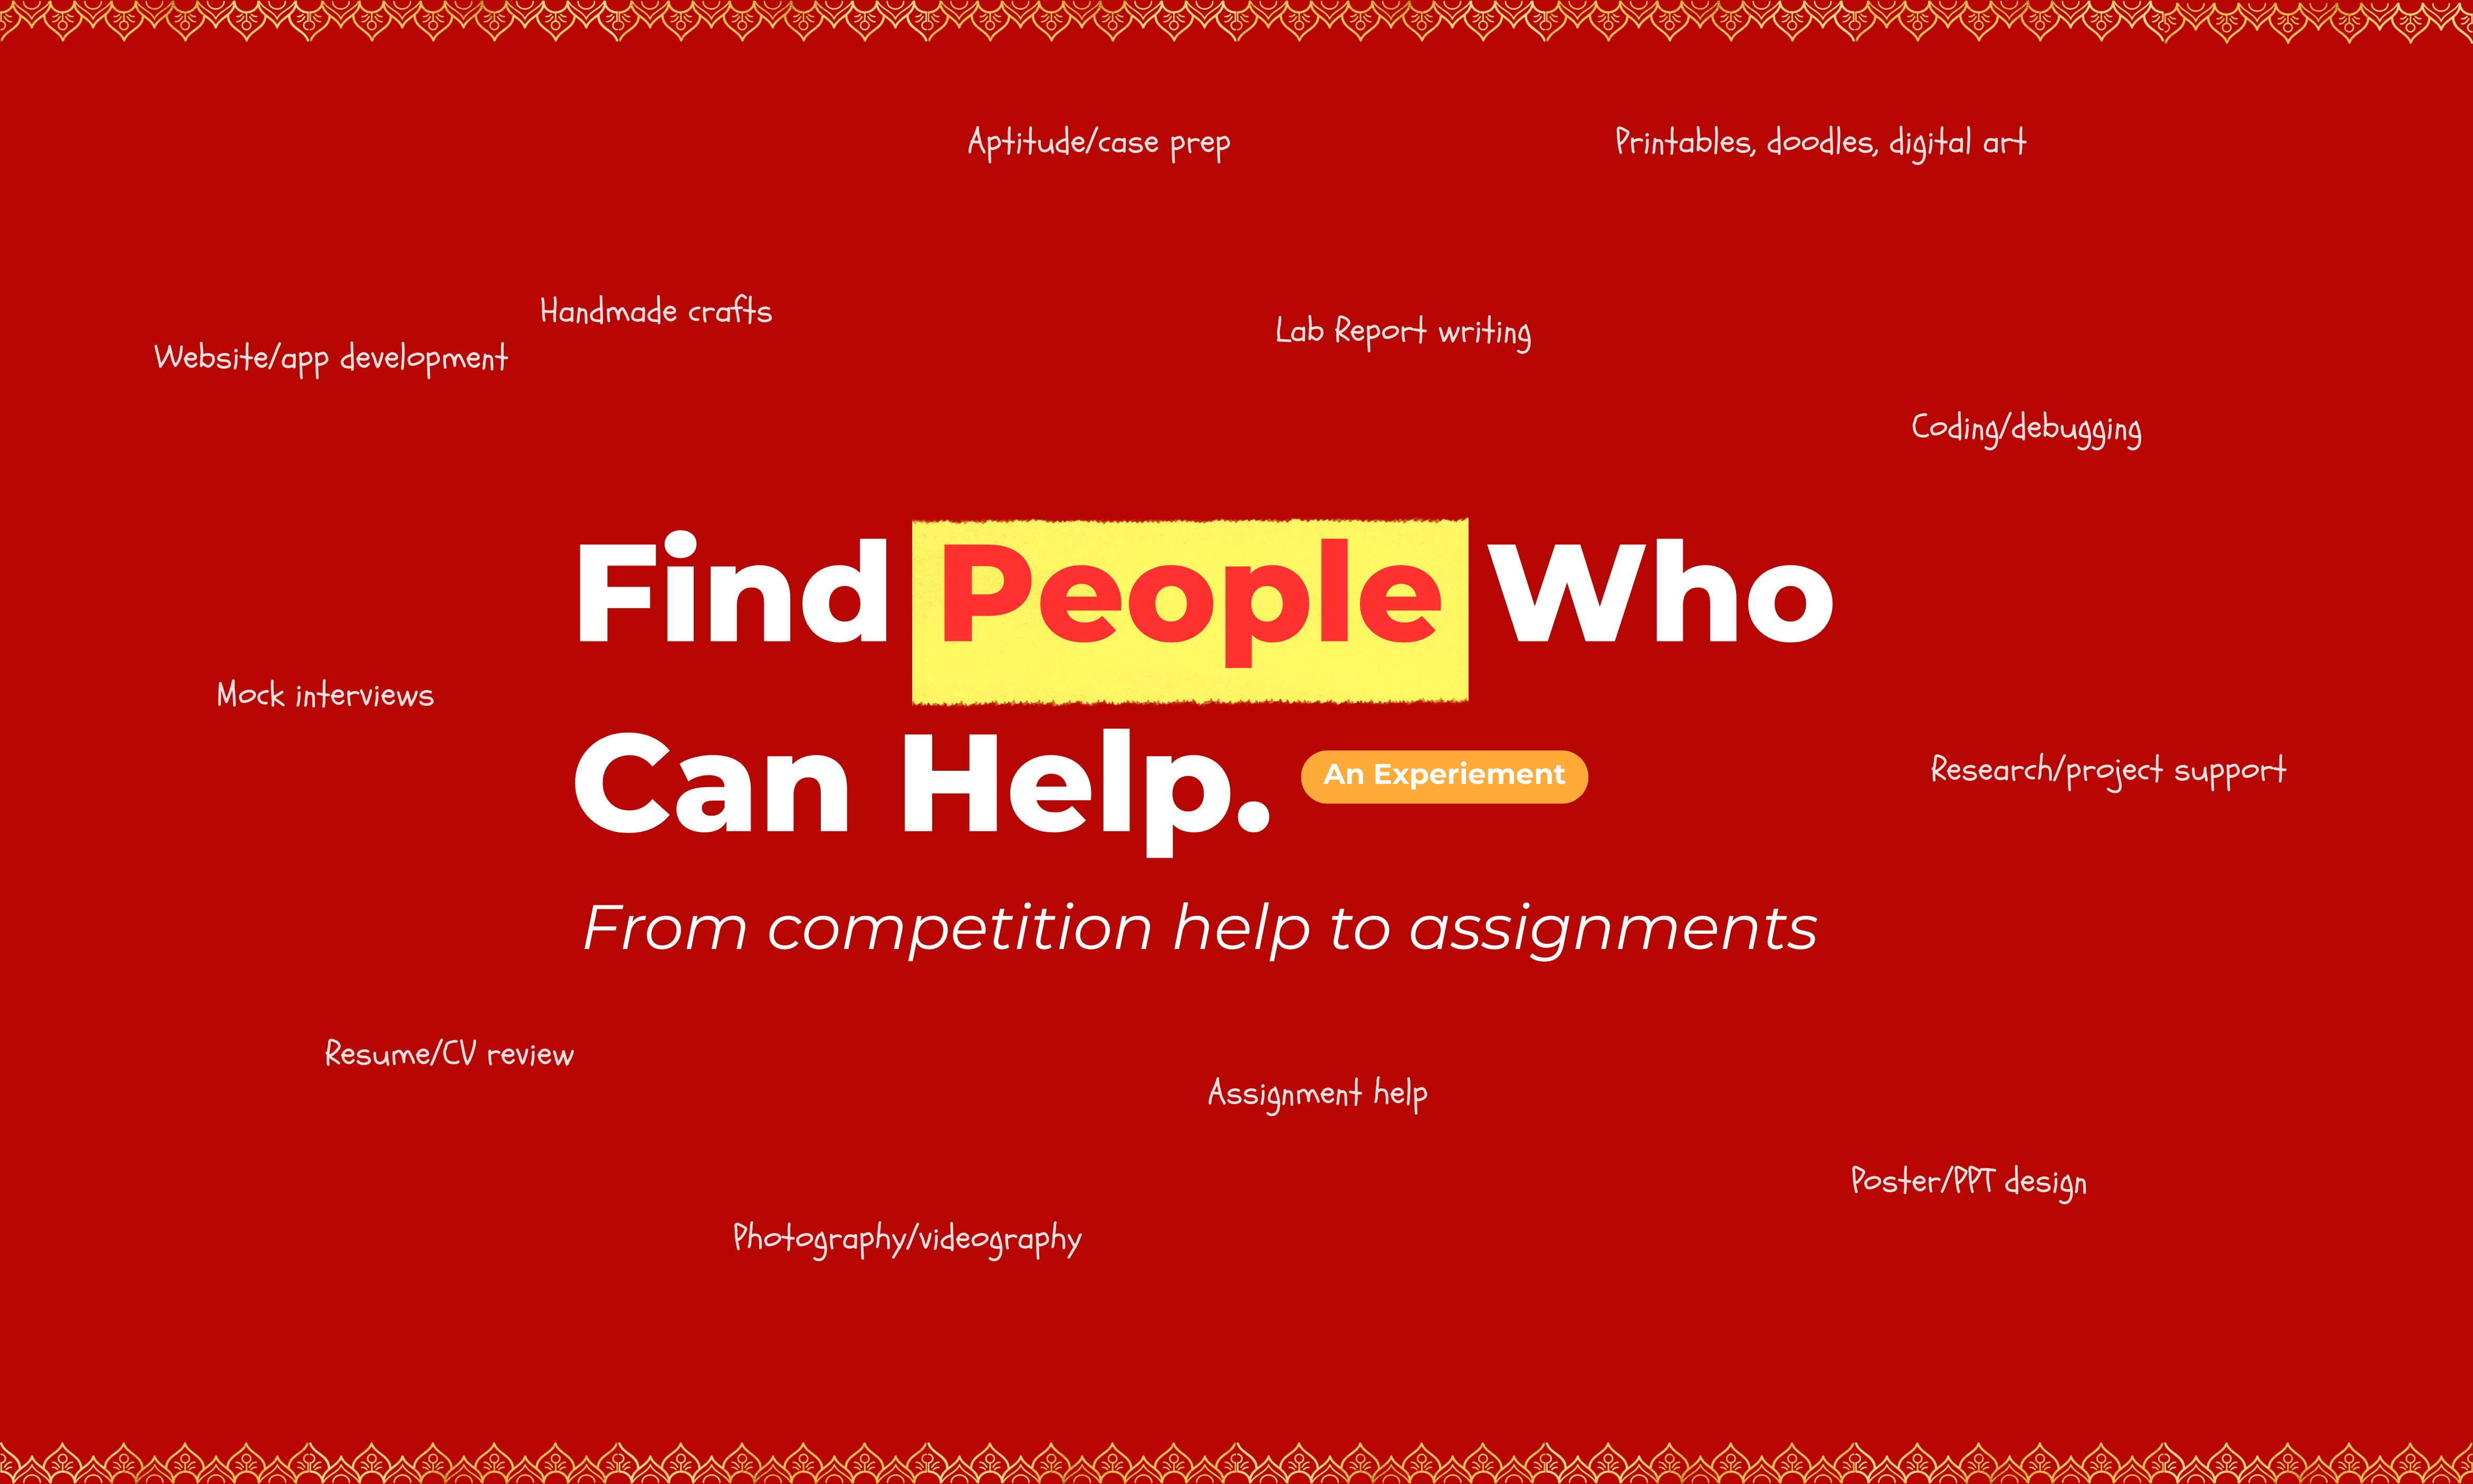 Aptitude/case prep
Printables, doodles, digital art
Handmade crafts
Lab Report writing
Website/app development
Coding/debugging
Find People Who
Mock interviews
Can Help.
An Experiement
Research/project support
From competition help to assignments
Resume/CV review
Assignment help
Poster/PPT design
Photography/videography